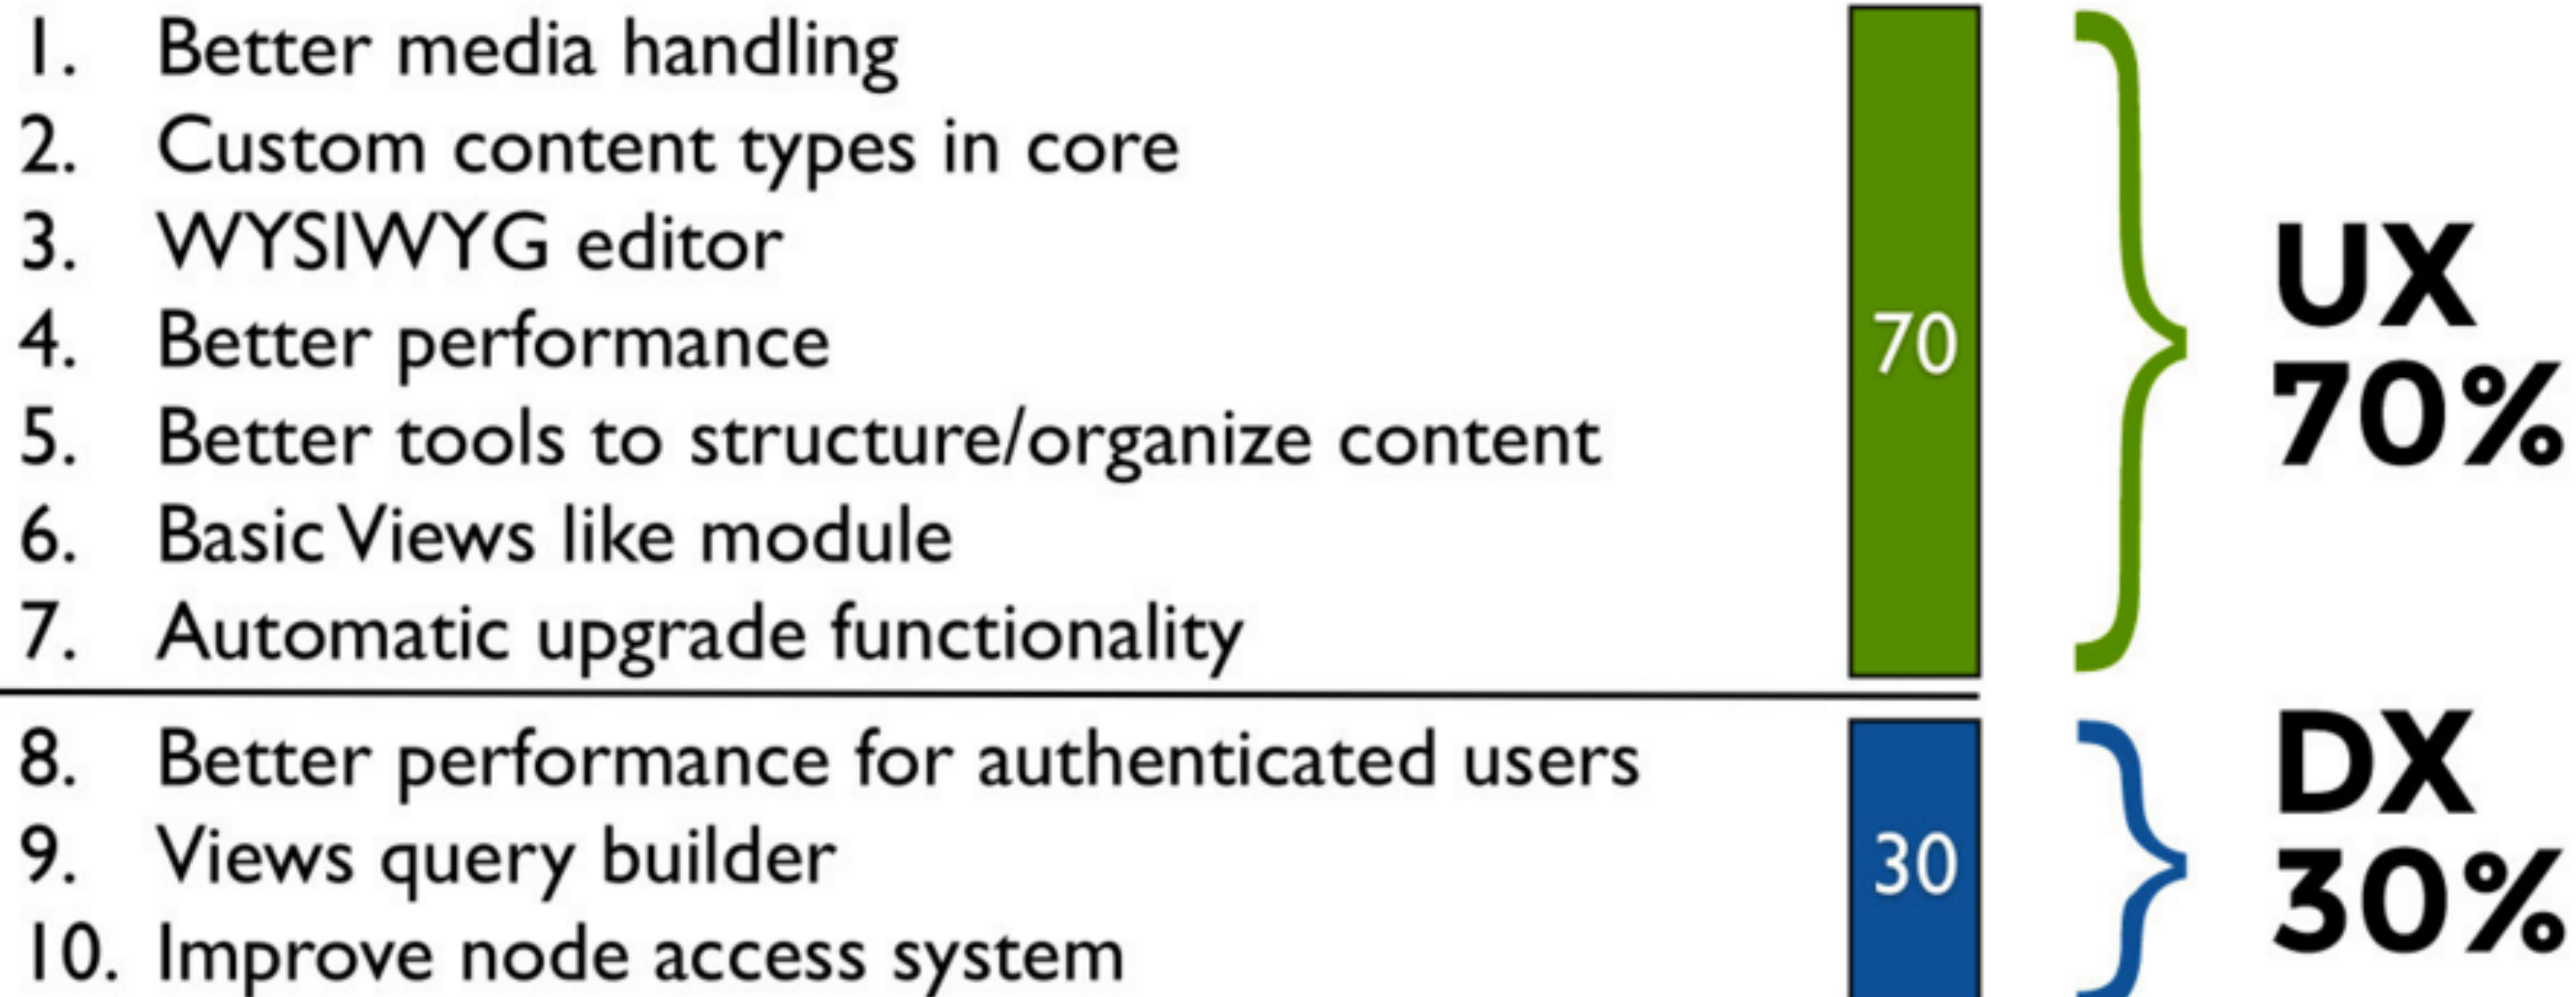 1. Better media handling
2. Custom content types in core
3. WYSIWYG editor
4. Better performance
5. Better tools to structure/organize content
6. Basic Views like module
7. Automatic upgrade functionality
70
UX
70%
8. Better performance for authenticated users
9. Views query builder
10. Improve node access system
30
DX
30%